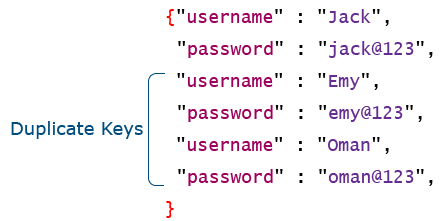 {"username" : "Jack",
"password" : "jack@123",
"username" : "Emy",
Duplicate Keys
"password" : "emy@123",
"username" : "Oman",
"password" : "oman@123",
}